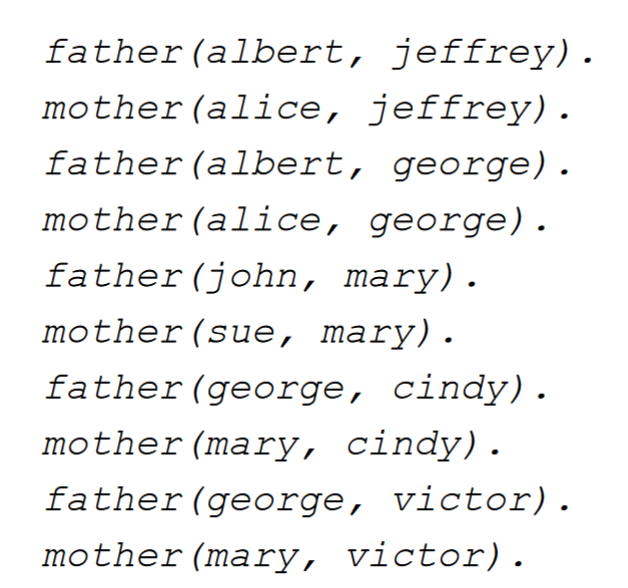 father(albert, jeffrey).
mother(alice, jeffrey).
father(albert, george).
mother(alice, george).
father(john, mary).
mother(sue, mary).
father(george, cindy).
mother(mary, cindy).
father(george, victor).
mother(mary, victor).